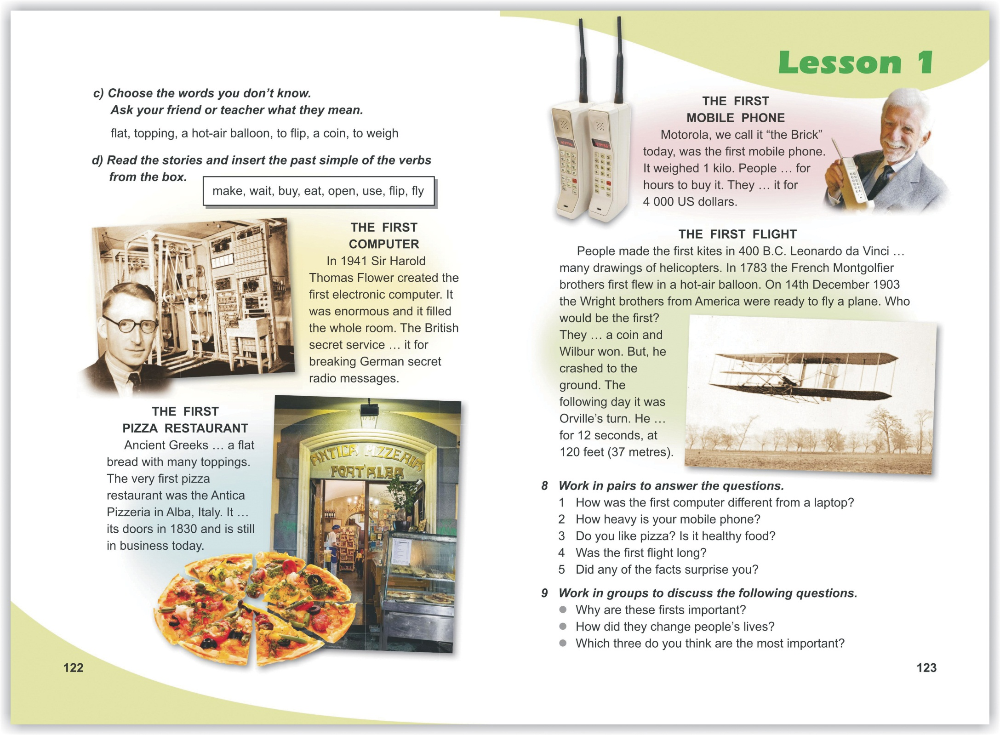 c) Choose the words you don’t know.
Ask your friend or teacher what they mean.
flat, topping, a hot-air balloon, to flip, a coin, to weigh
d) Read the stories and insert the past simple of the verbs
from the box.
make, wait, buy, eat, open, use, flip, fly
THE FIRST
COMPUTER
In 1941 Sir Harold
Thomas Flower created the
first electronic computer. It
was enormous and it filled
the whole room. The British
secret service … it for
breaking German secret
radio messages.
THE FIRST
PIZZA RESTAURANT
Ancient Greeks … a flat
bread with many toppings.
The very first pizza
restaurant was the Antica
Pizzeria in Alba, Italy. It …
its doors in 1830 and is still
in business today.
1738
ANTICA PIZZERIA
PORT'ALBA
122
Lesson 1
THE FIRST
MOBILE PHONE
Motorola, we call it “the Brick”
today, was the first mobile phone.
It weighed 1 kilo. People … for
hours to buy it. They … it for
4 000 US dollars.
THE FIRST FLIGHT
People made the first kites in 400 B.C. Leonardo da Vinci …
many drawings of helicopters. In 1783 the French Montgolfier
brothers first flew in a hot-air balloon. On 14th December 1903
the Wright brothers from America were ready to fly a plane. Who
would be the first?
They … a coin and
Wilbur won. But, he
crashed to the
ground. The
following day it was
Orville’s turn. He …
for 12 seconds, at
120 feet (37 metres).
8 Work in pairs to answer the questions.
1 How was the first computer different from a laptop?
2 How heavy is your mobile phone?
3 Do you like pizza? Is it healthy food?
4 Was the first flight long?
5 Did any of the facts surprise you?
9 Work in groups to discuss the following questions.
● Why are these firsts important?
● How did they change people’s lives?
● Which three do you think are the most important?
123